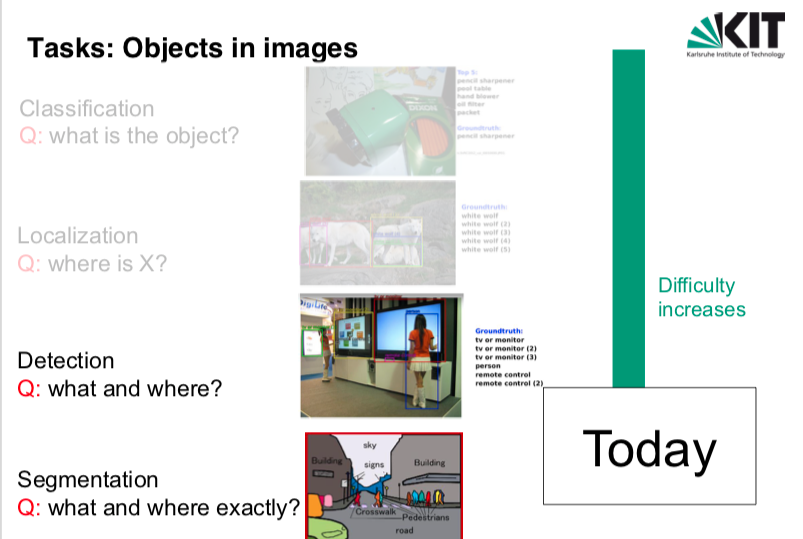 Tasks: Objects in images
KIT
Karlsruhe Institute of Technology
Classification
Q: what is the object?
DEXONS
Top 5:
pencil sharpener
pool table
hand blower
oil filter
packet
Groundtruth:
pencil sharpener
Localization
Q: where is X?
Groundtruth:
white wolf
white wolf (2)
white wolf (3)
white wolf (4)
white wolf (5)
Difficulty
increases
Detection
Q: what and where?
DigiLife
Groundtruth:
tv or monitor
tv or monitor (2)
tv or monitor (3)
person
remote control
remote control (2)
Today
Segmentation
Q: what and where exactly?
sky
Building
signs
Building
Crosswalk
Pedestrians
road